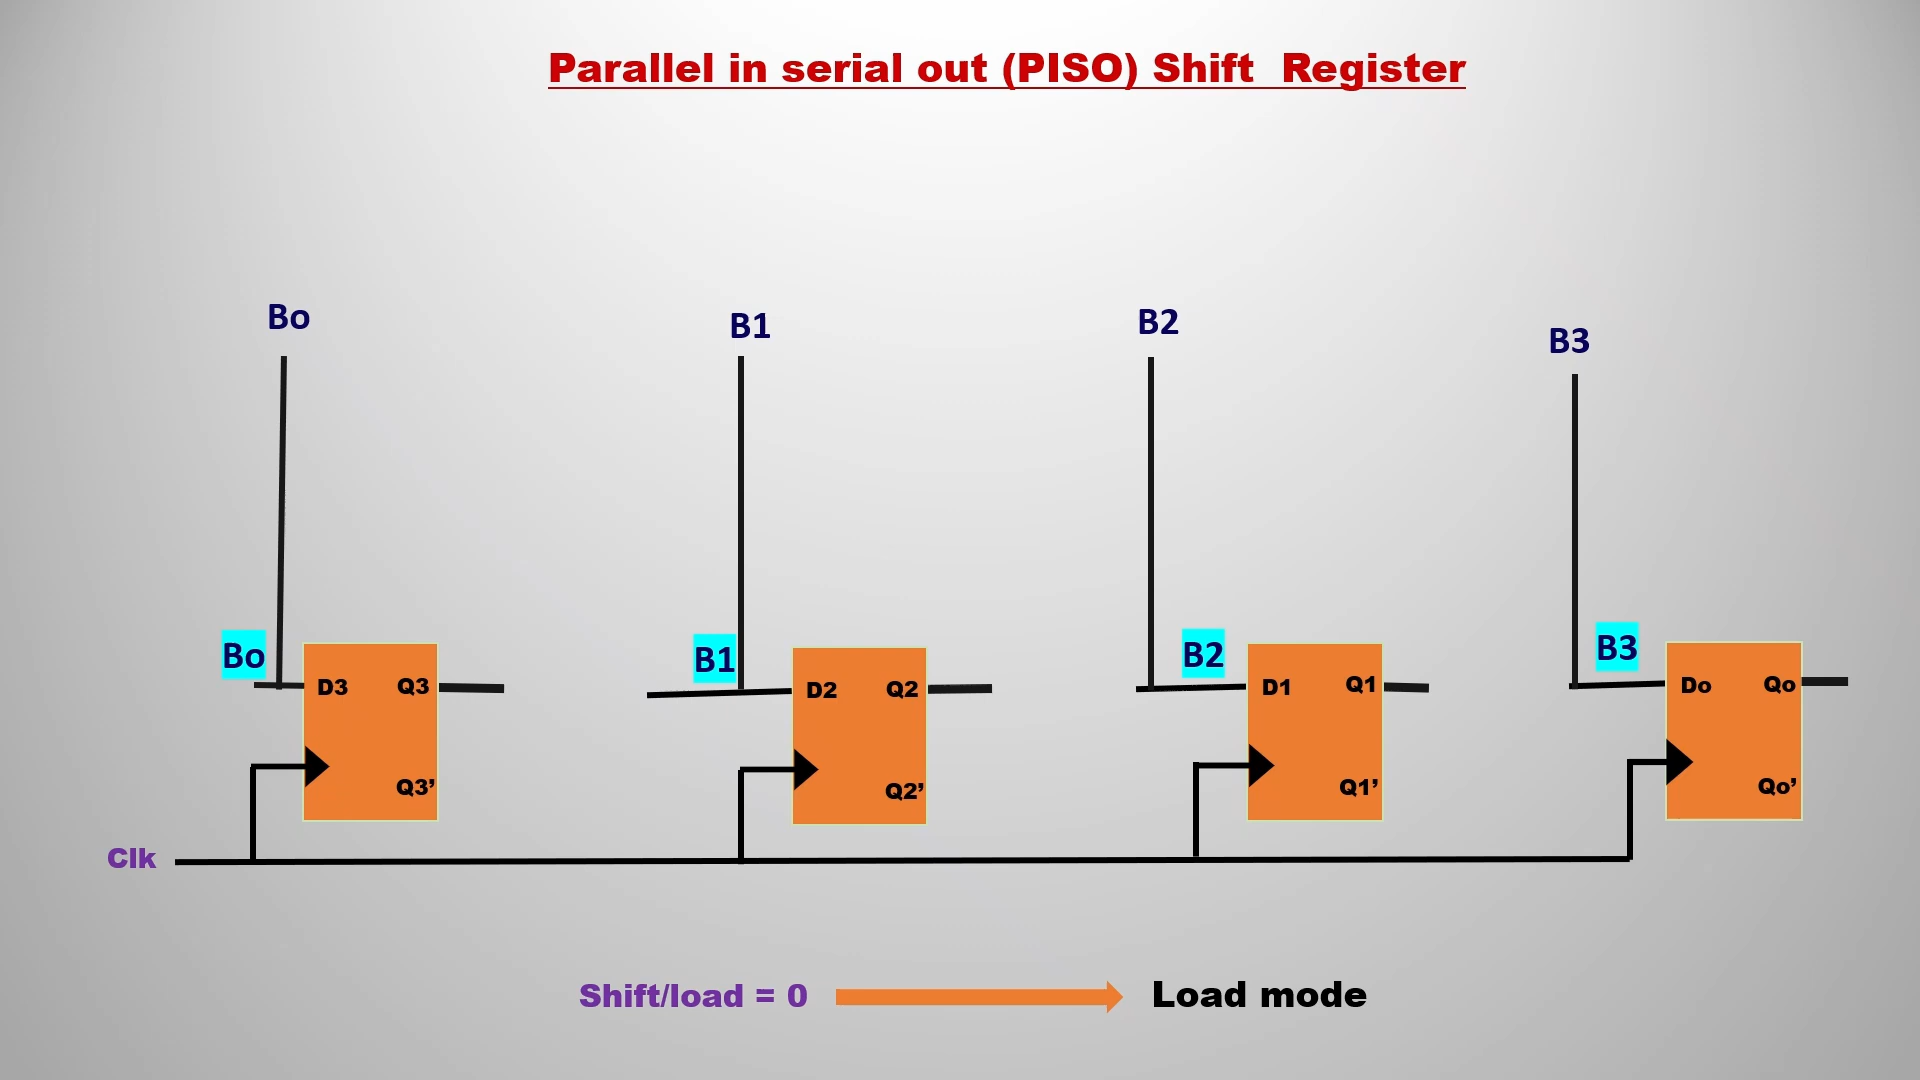 Parallel in serial out (PISO) Shift Register
Bo
B1
B2
B3
Bo
B1
B2
B3
D3 Q3
D2 Q2
D1 Q1
Do Qo
Q3’
Q2’
Q1’
Qo’
Clk
Shift/load = 0 Load mode